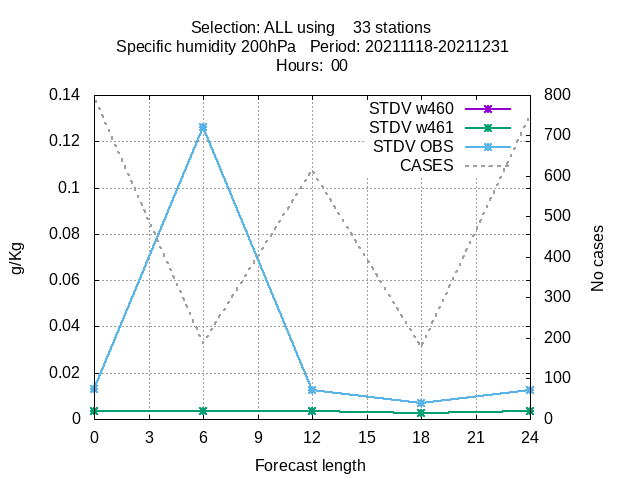 Selection: ALL using    33 stations
Specific humidity 200hPa   Period: 20211118-20211231
Hours:  00
0.14
0.12
0.1
0.08
0.06
0.04
0.02
0
g/Kg
STDV w460
STDV w461
STDV OBS
CASES
800
700
600
500
400
300
200
100
0
No cases
0 3 6 9 12 15 18 21 24
Forecast length